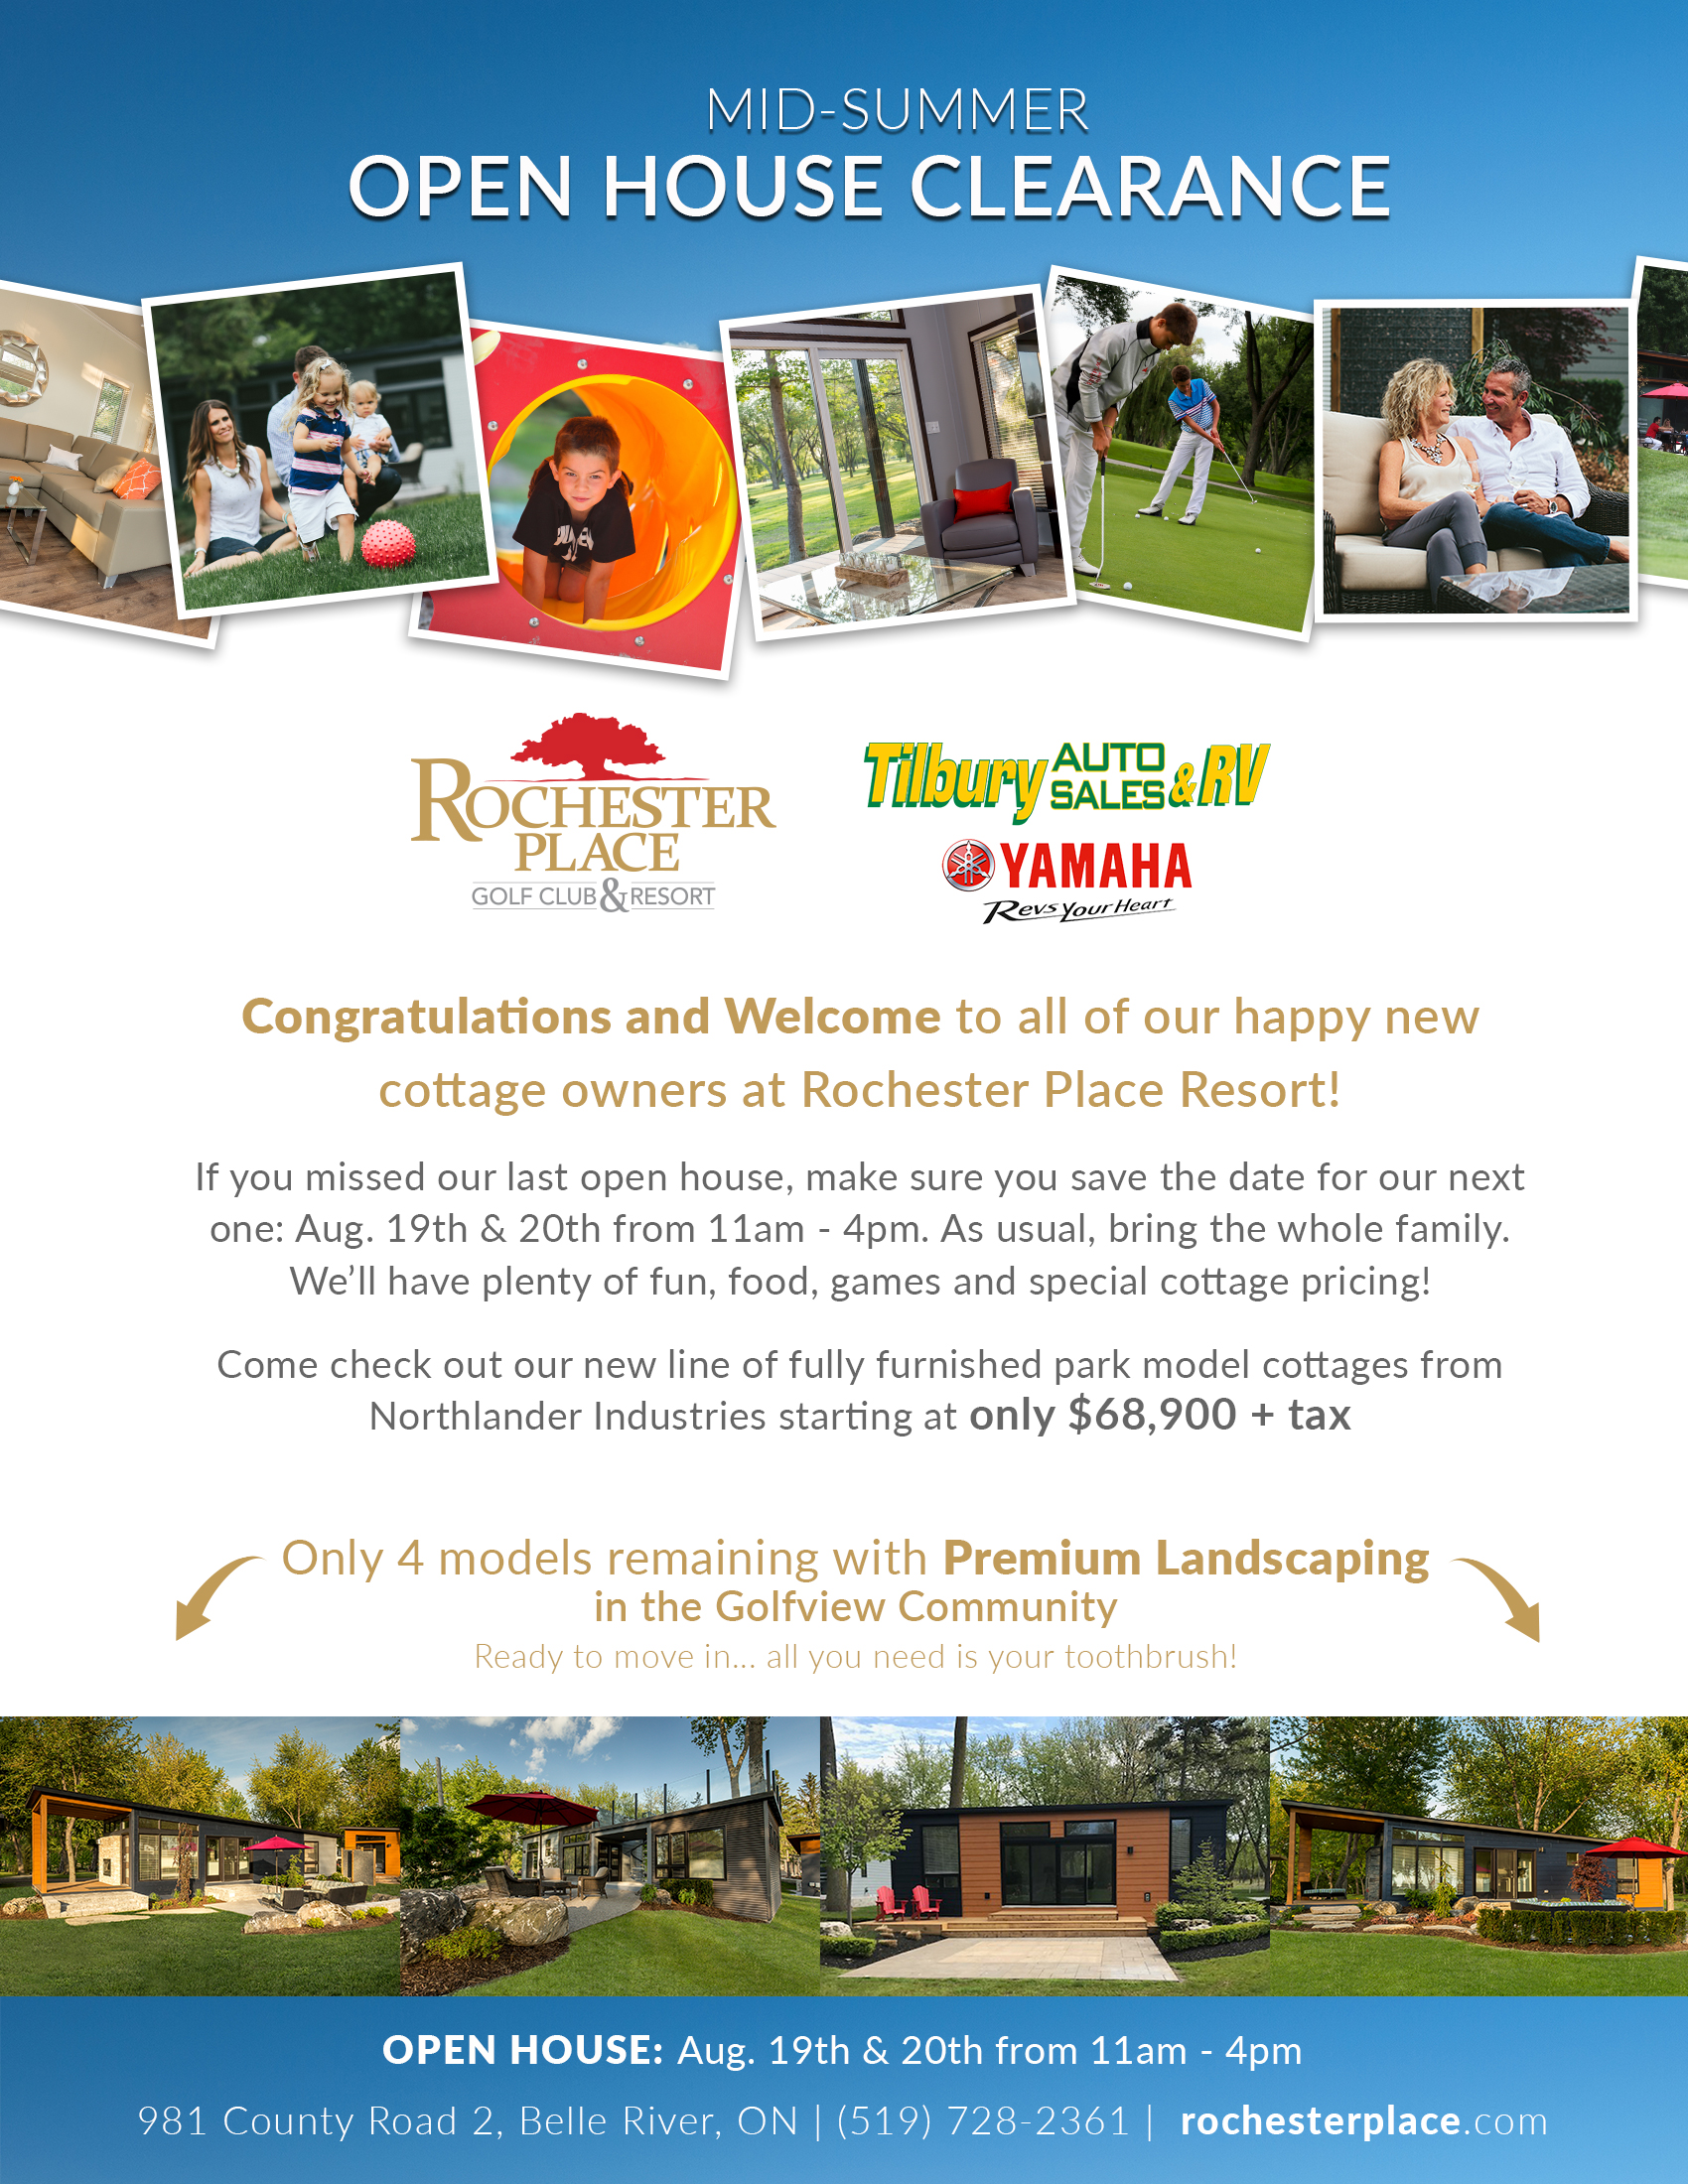 MID-SUMMER
OPEN HOUSE CLEARANCE
ROCHESTER
PLACE
GOLF CLUB & RESORT
Tilbury AUTO SALES & RV
YAMAHA
Revs Your Heart
Congratulations and Welcome to all of our happy new
cottage owners at Rochester Place Resort!
If you missed our last open house, make sure you save the date for our next
one: Aug. 19th & 20th from 11am - 4pm. As usual, bring the whole family.
We’ll have plenty of fun, food, games and special cottage pricing!
Come check out our new line of fully furnished park model cottages from
Northlander Industries starting at only $68,900 + tax
Only 4 models remaining with Premium Landscaping
in the Golfview Community
Ready to move in... all you need is your toothbrush!
OPEN HOUSE: Aug. 19th & 20th from 11am - 4pm
981 County Road 2, Belle River, ON | (519) 728-2361 | rochesterplace.com